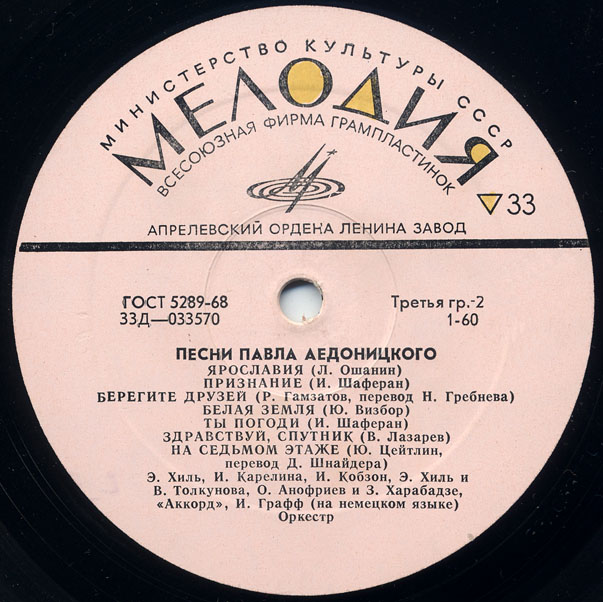 МИНИСТЕРСТВО КУЛЬТУРЫ СССР
МЕЛОДИЯ
ВСЕСОЮЗНАЯ ФИРМА ГРАМПЛАСТИНОК
33
АПРЕЛЕВСКИЙ ОРДЕНА ЛЕНИНА ЗАВОД
ГОСТ 5289-68
Третья гр.-2
33Д—033570
1-60
ПЕСНИ ПАВЛА АЕДОНИЦКОГО
ЯРОСЛАВИЯ (Л. Ошанин)
ПРИЗНАНИЕ (И. Шаферан)
БЕРЕГИТЕ ДРУЗЕЙ (Р. Гамзатов, перевод Н. Гребнева)
БЕЛАЯ ЗЕМЛЯ (Ю. Визбор)
ТЫ ПОГОДИ (И. Шаферан)
ЗДРАВСТВУЙ, СПУТНИК (В. Лазарев)
НА СЕДЬМОМ ЭТАЖЕ (Ю. Цейтлин,
перевод Д. Шнайдера)
Э. Хиль, И. Карелина, И. Кобзон, Э. Хиль и
В. Толкунова, О. Анофриев и З. Харабадзе,
«Аккорд», И. Графф (на немецком языке)
Оркестр